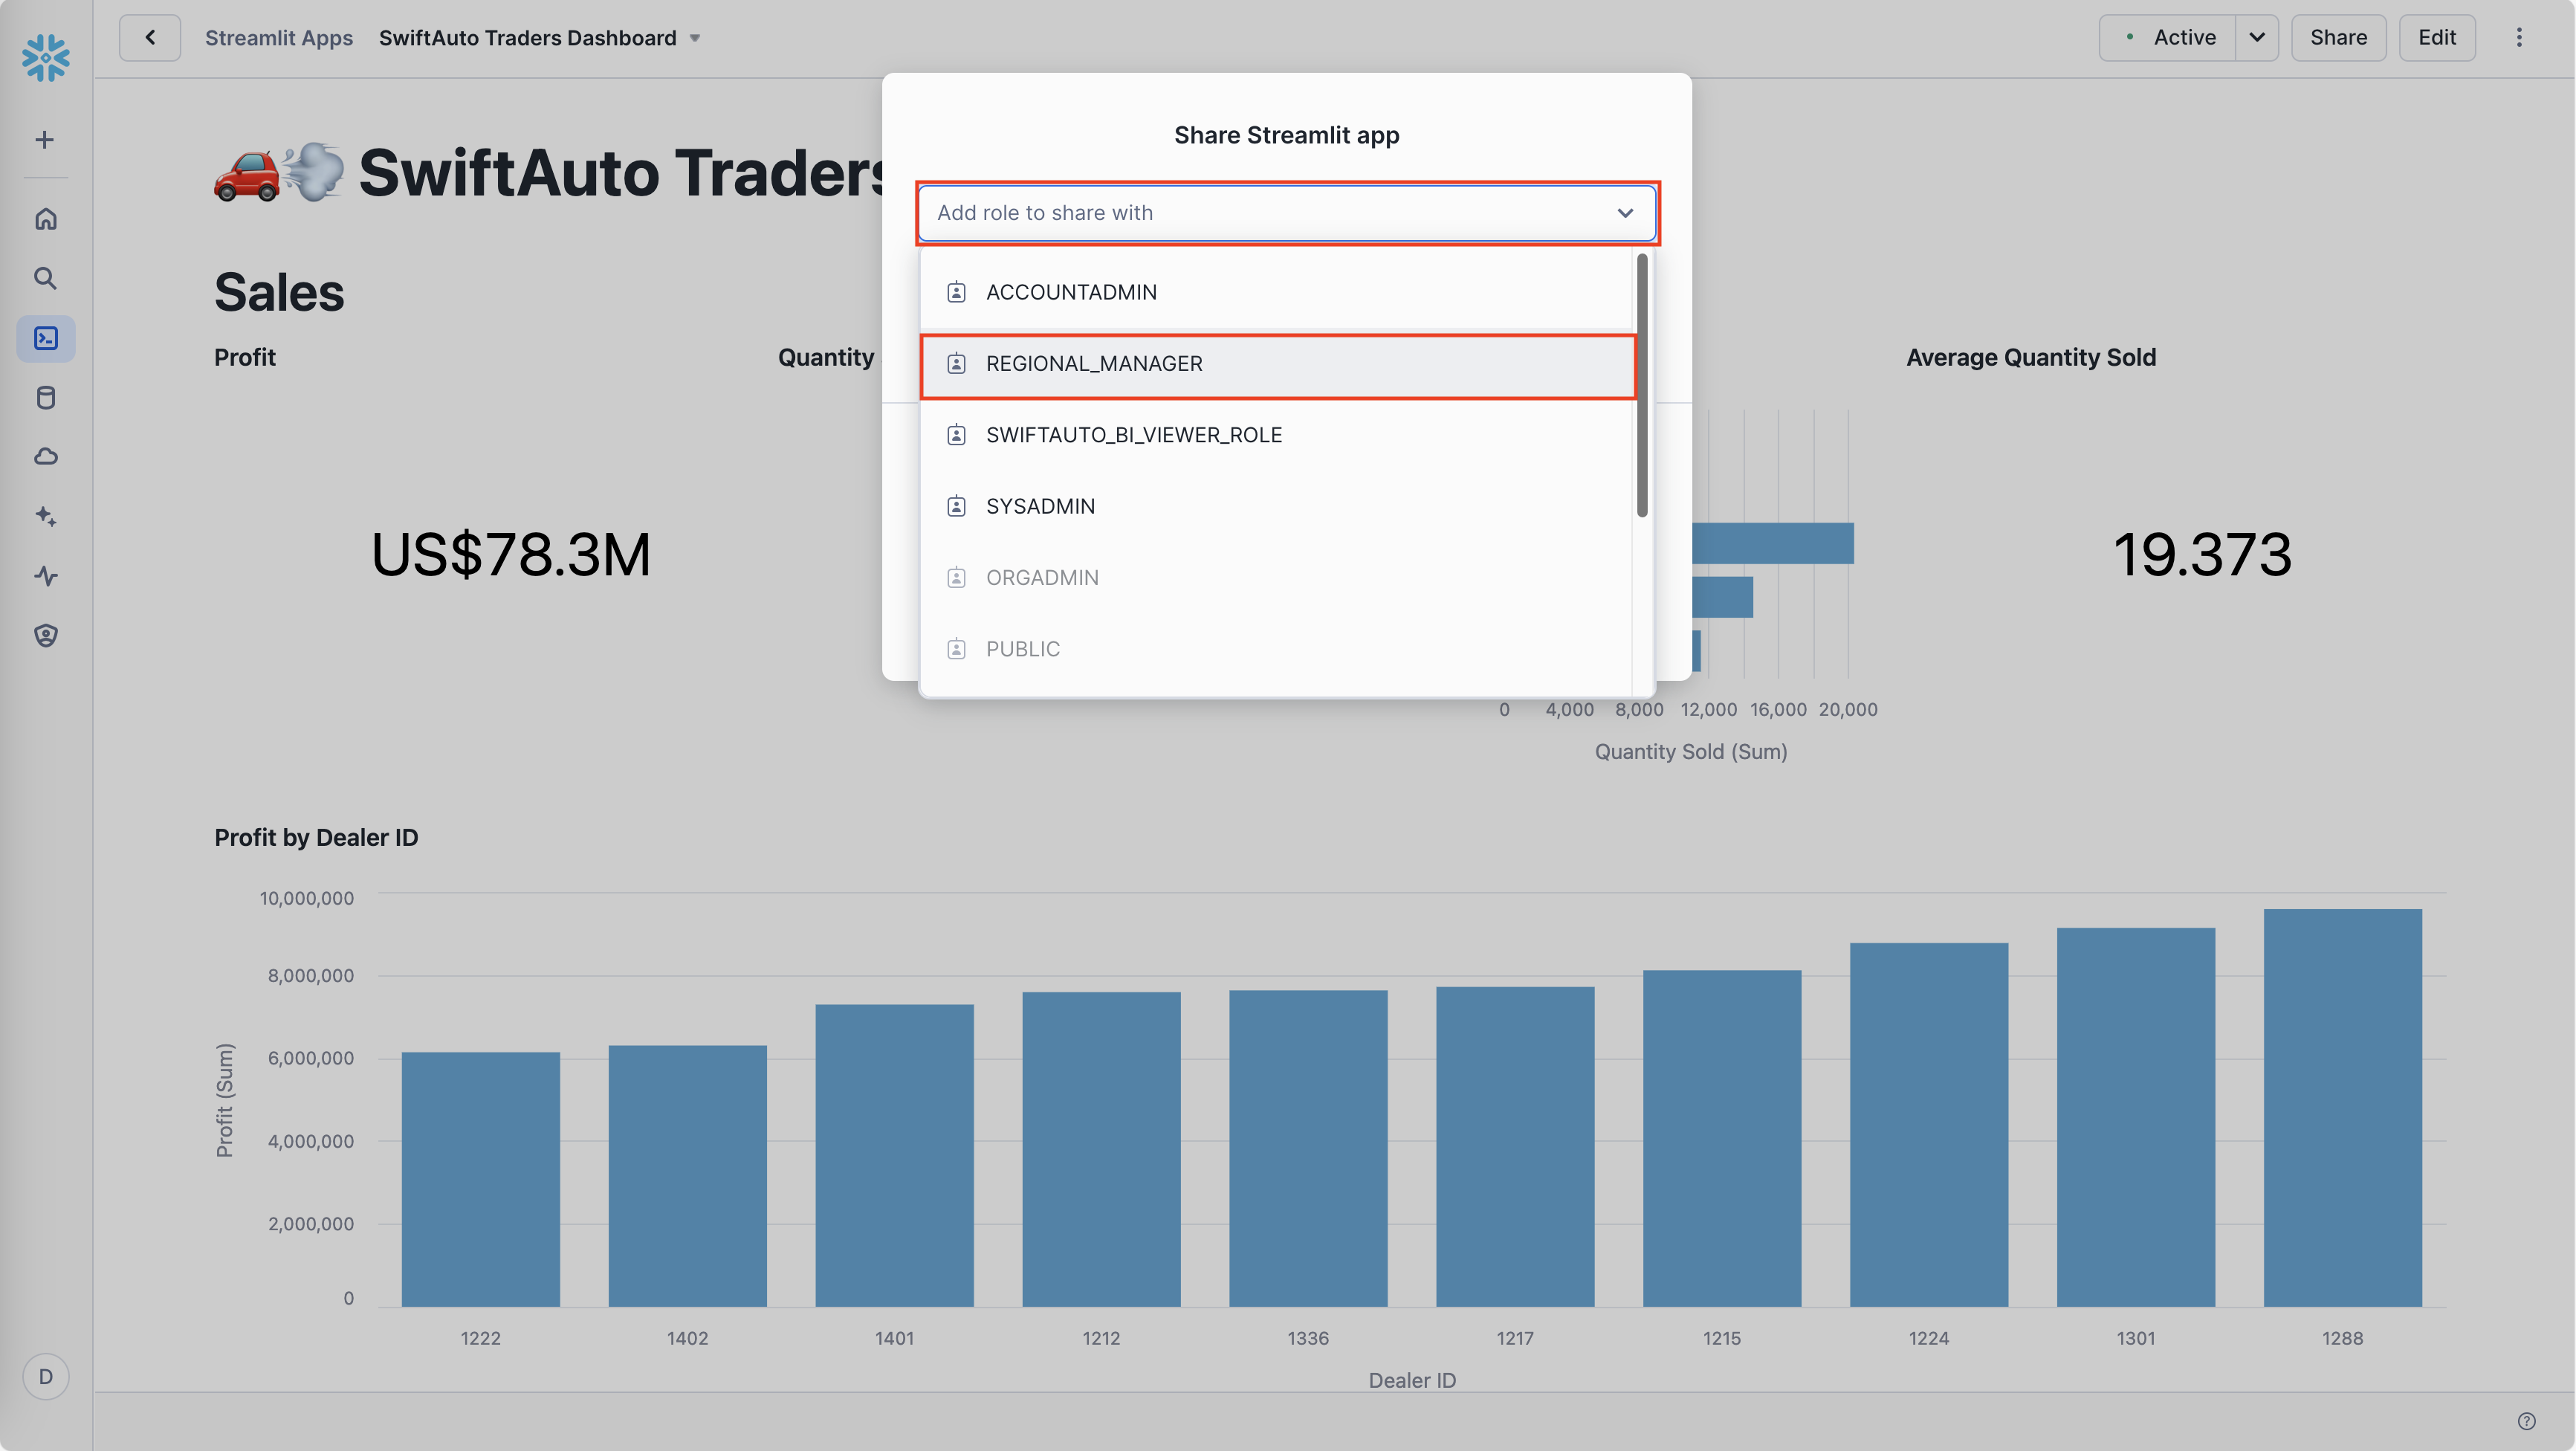 Streamlit Apps SwiftAuto Traders Dashboard
Active
Share
Edit
Share Streamlit app
SwiftAuto Traders
Add role to share with
ACCOUNTADMIN
REGIONAL_MANAGER
SWIFTAUTO_BI_VIEWER_ROLE
SYSADMIN
ORGADMIN
PUBLIC
Sales
Profit
Quantity
Average Quantity Sold
US$78.3M
19.373
0 4,000 8,000 12,000 16,000 20,000
Quantity Sold (Sum)
Profit by Dealer ID
10,000,000
8,000,000
6,000,000
4,000,000
2,000,000
0
Profit (Sum)
1222 1402 1401 1212 1336 1217 1215 1224 1301 1288
Dealer ID
D